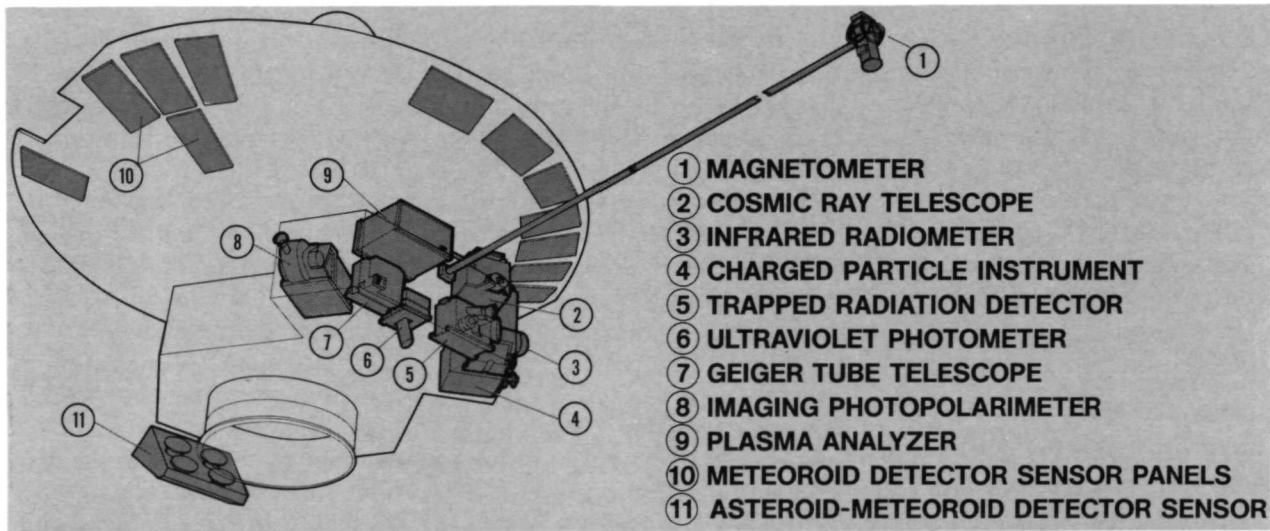 ① MAGNETOMETER
② COSMIC RAY TELESCOPE
③ INFRARED RADIOMETER
④ CHARGED PARTICLE INSTRUMENT
⑤ TRAPPED RADIATION DETECTOR
⑥ ULTRAVIOLET PHOTOMETER
⑦ GEIGER TUBE TELESCOPE
⑧ IMAGING PHOTOPOLARIMETER
⑨ PLASMA ANALYZER
⑩ METEOROID DETECTOR SENSOR PANELS
⑪ ASTEROID-METEOROID DETECTOR SENSOR
①
⑩
⑨
⑧
②
⑦
⑥
⑤
③
④
⑪